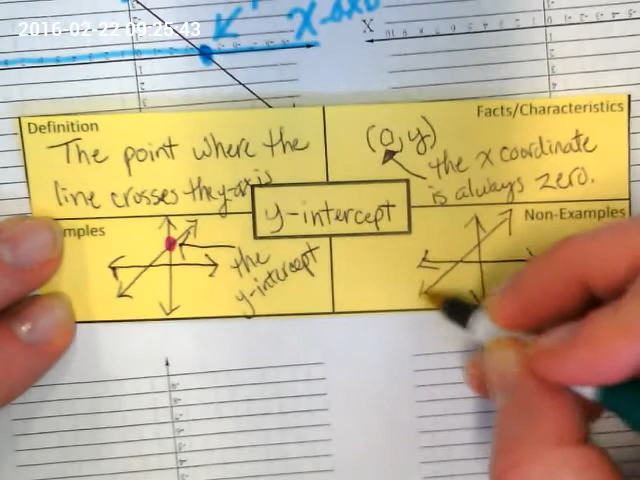 2016-02-22 09:25:43
X
Definition
The point where the
line crosses the y-axis
Facts/Characteristics
(0,y)
the x coordinate
is always zero.
y-intercept
the
y-intercept
Non-Examples